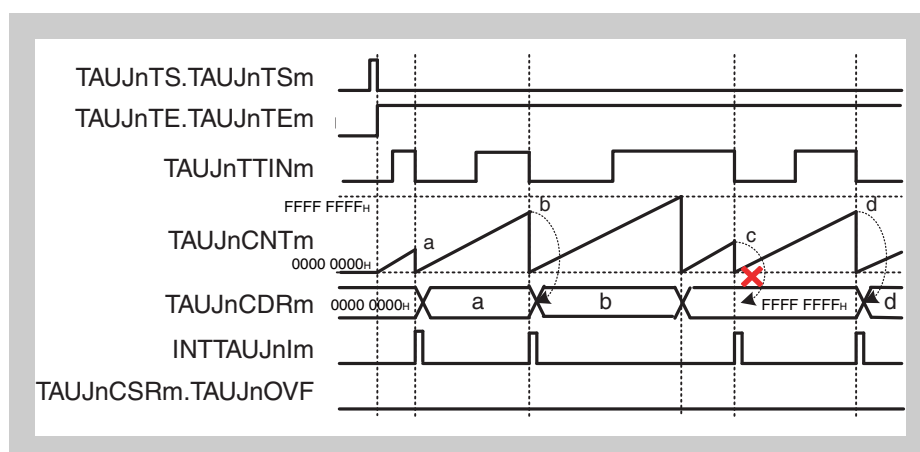 TAUJnTS.TAUJnTSm
TAUJnTE.TAUJnTEm
TAUJnTTINm
FFFF FFFFH
b
d
TAUJnCNTm
a
c
0000 0000H
TAUJnCDRm
0000 0000H
a
b
FFFF FFFFH
d
INTTAUJnIm
TAUJnCSRm.TAUJnOVF